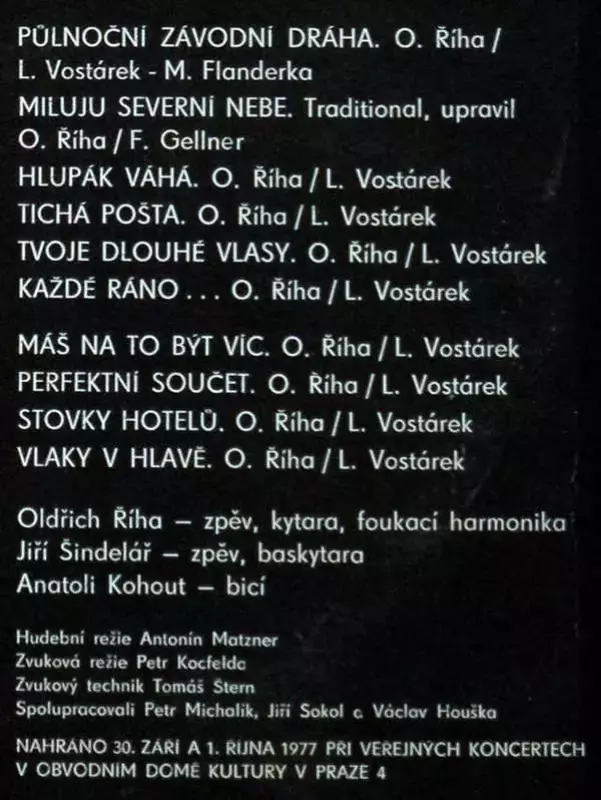 PŮLNOČNÍ ZÁVODNÍ DRÁHA. O. Říha /
L. Vostárek - M. Flanderka
MILUJU SEVERNÍ NEBE. Traditional, upravil
O. Říha / F. Gellner
HLUPÁK VÁHÁ. O. Říha / L. Vostárek
TICHÁ POŠTA. O. Říha / L. Vostárek
TVOJE DLOUHÉ VLASY. O. Říha / L. Vostárek
KAŽDÉ RÁNO . . . O. Říha / L. Vostárek
MÁŠ NA TO BÝT VÍC. O. Říha / L. Vostárek
PERFEKTNÍ SOUČET. O. Říha / L. Vostárek
STOVKY HOTELŮ. O. Říha / L. Vostárek
VLAKY V HLAVĚ. O. Říha / L. Vostárek
Oldřich Říha — zpěv, kytara, foukací harmonika
Jiří Šindelář — zpěv, baskytara
Anatoli Kohout — bicí
Hudební režie Antonín Matzner
Zvuková režie Petr Kocfelda
Zvukový technik Tomáš Štern
Spolupracovali Petr Michalik, Jiří Sokol a Václav Houška
NAHRÁNO 30. ZÁŘÍ A 1. ŘÍJNA 1977 PŘI VEŘEJNÝCH KONCERTECH
V OBVODNÍM DOMĚ KULTURY V PRAZE 4